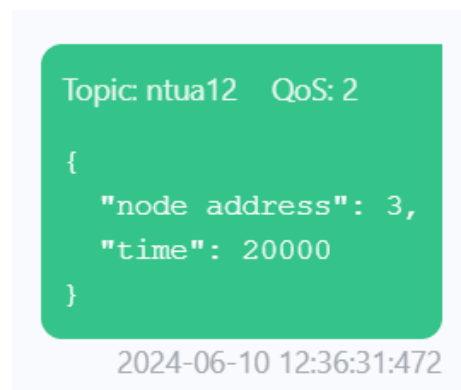 Topic: ntua12 QoS: 2
{
"node address": 3,
"time": 20000
}
2024-06-10 12:36:31:472